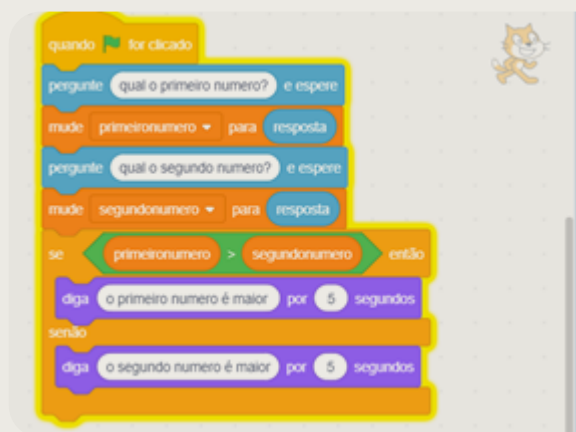 quando for clicado
pergunte qual o primeiro numero? e espere
mude primeironumero para resposta
pergunte qual o segundo numero? e espere
mude segundonumero para resposta
se primeironumero > segundonumero então
diga o primeiro numero é maior por 5 segundos
senão
diga o segundo numero é maior por 5 segundos